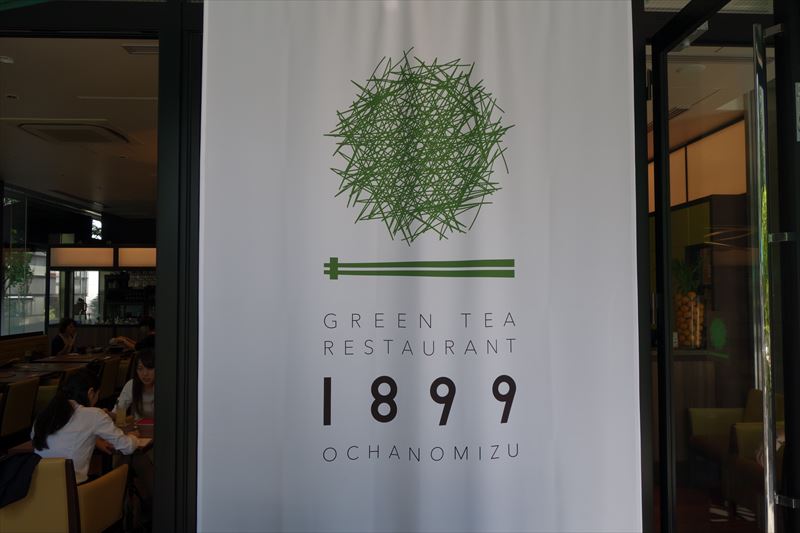 GREEN TEA
RESTAURANT
1899
OCHANOMIZU